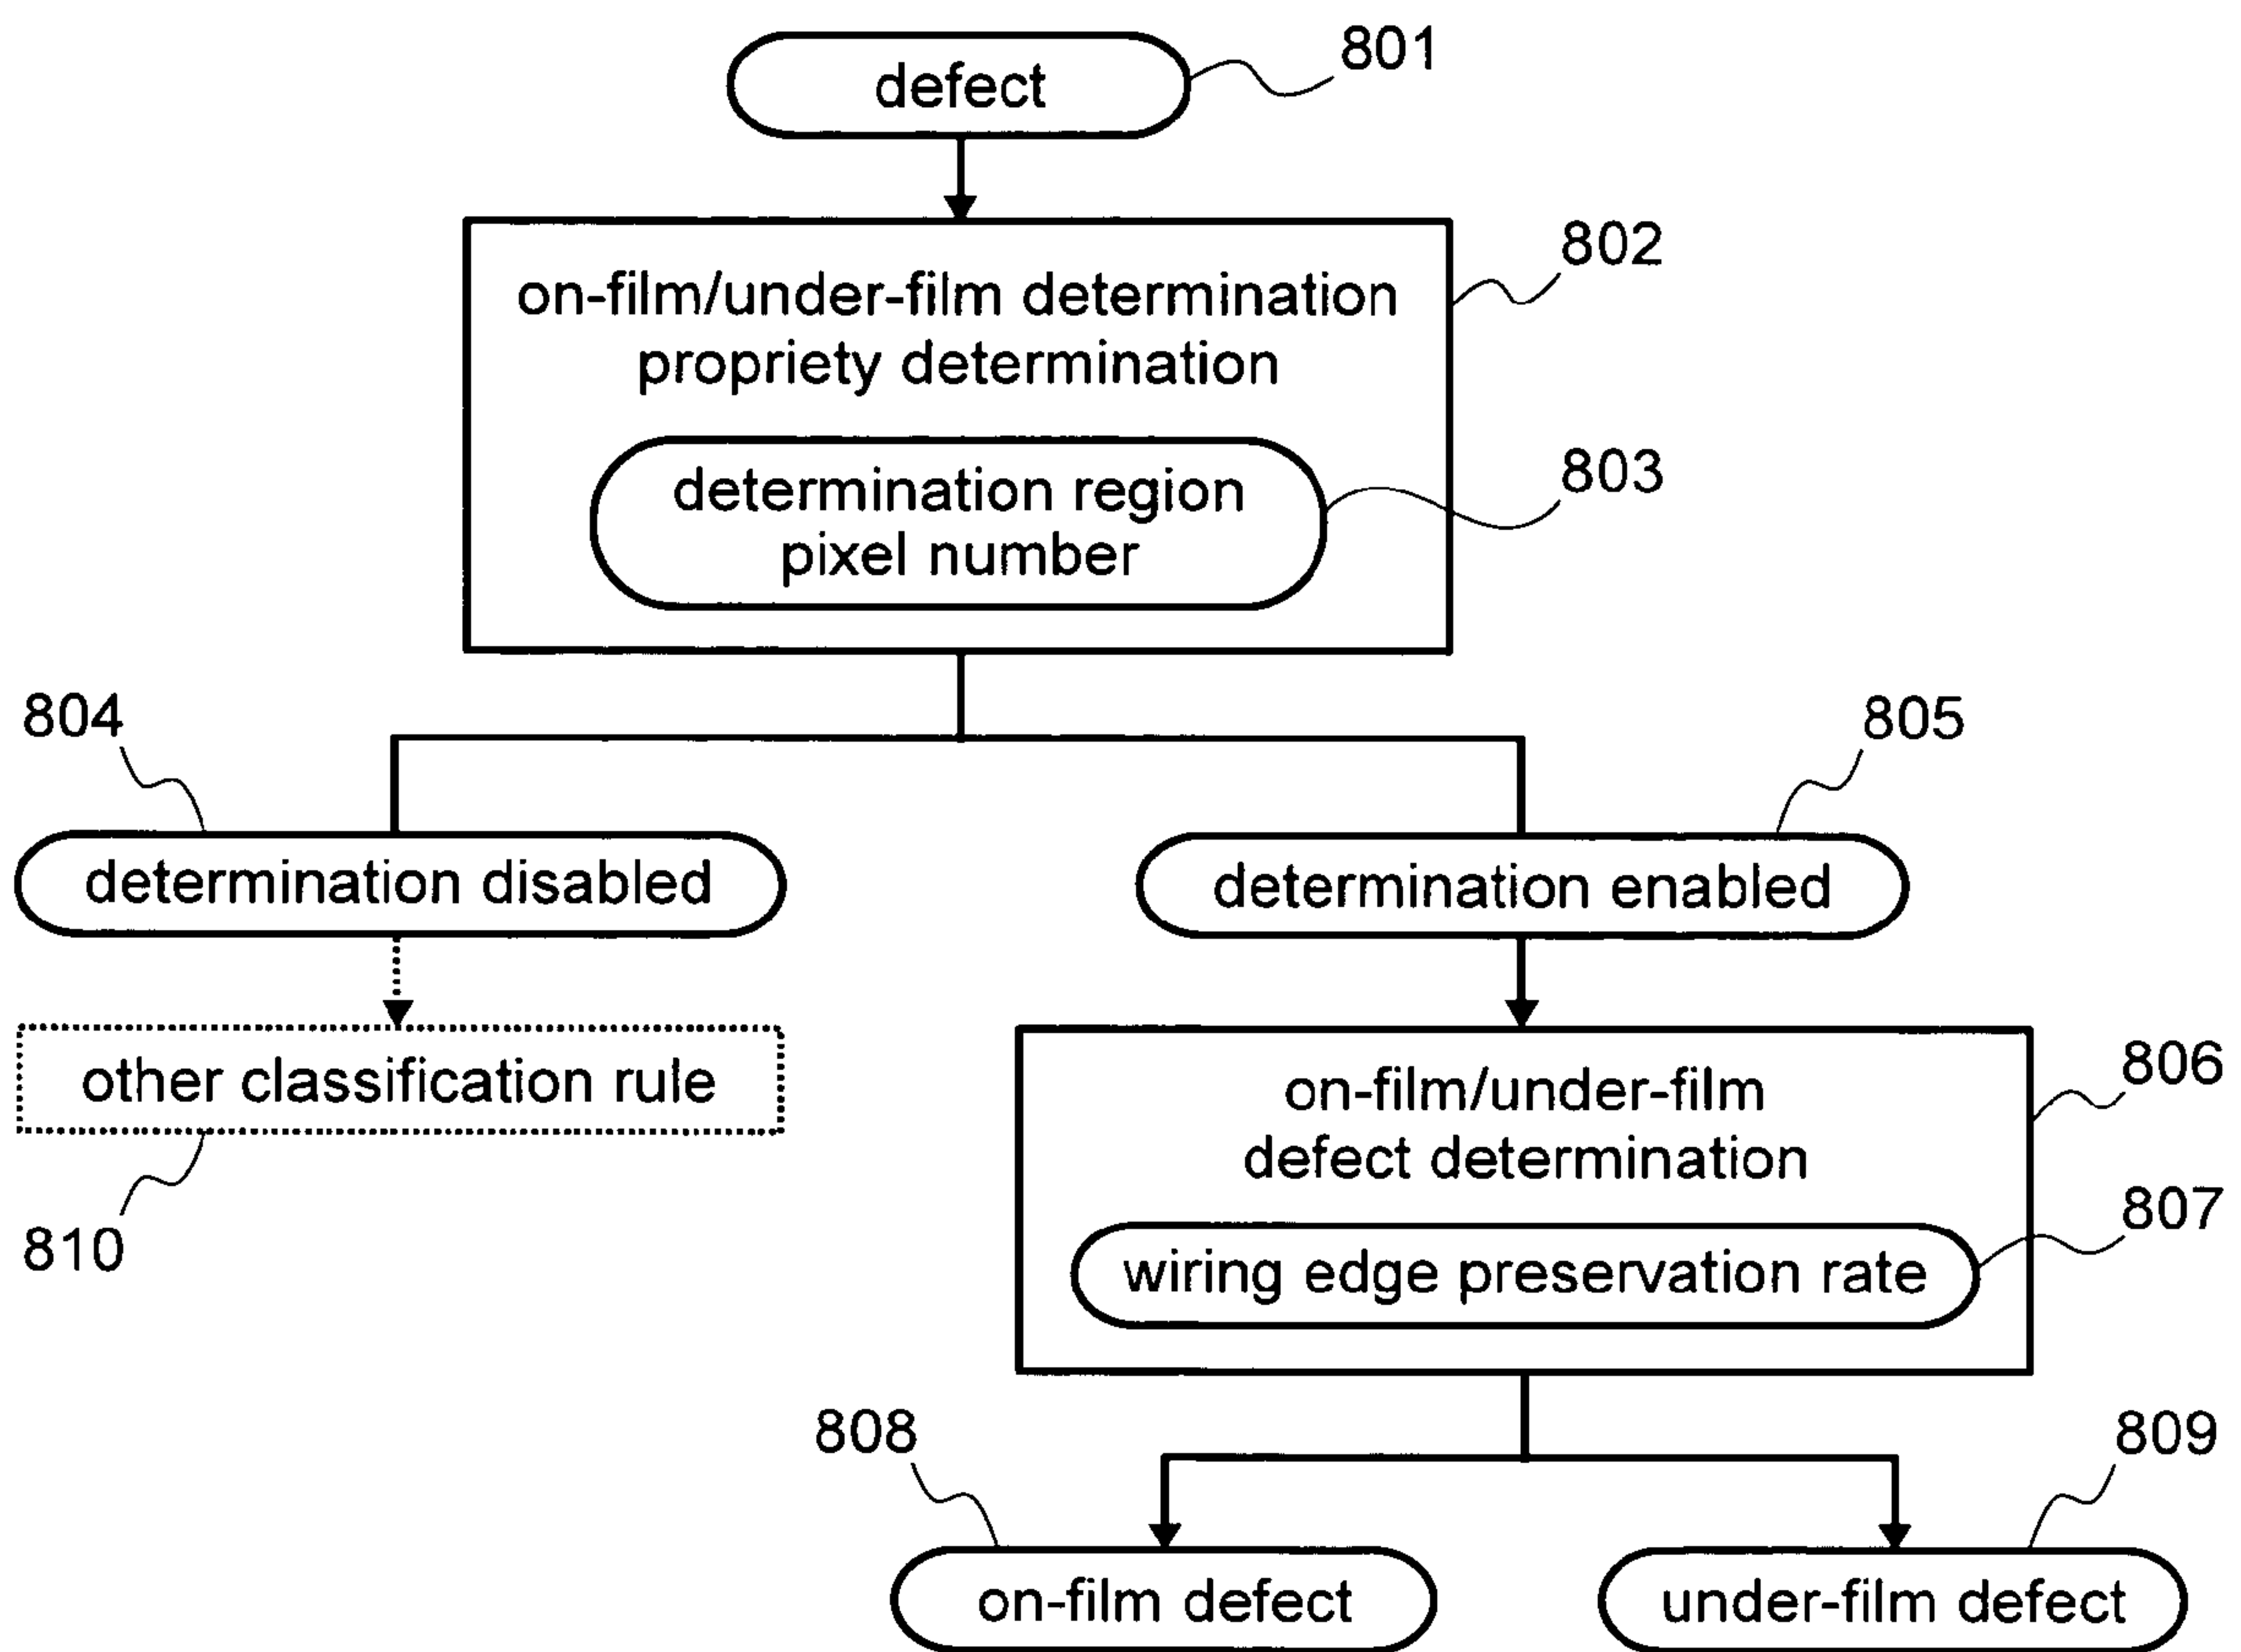 801
defect
802
on-film/under-film determination
propriety determination
803
determination region
pixel number
804
805
determination disabled
determination enabled
other classification rule
810
806
on-film/under-film
defect determination
807
wiring edge preservation rate
808
809
on-film defect
under-film defect